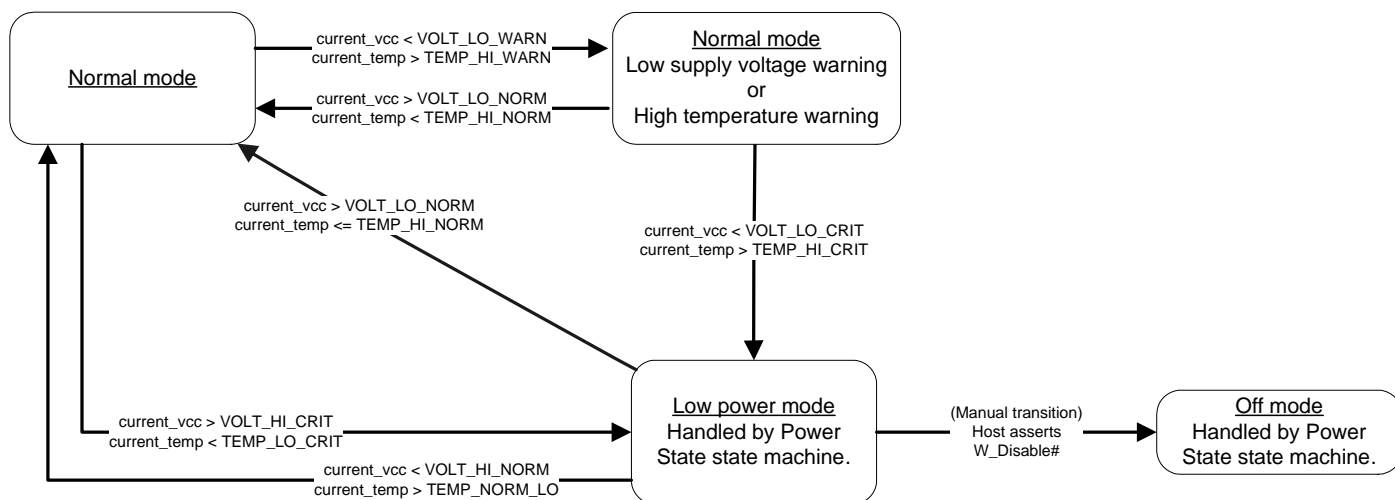 Normal mode
current_vcc < VOLT_LO_WARN
current_temp > TEMP_HI_WARN
current_vcc > VOLT_LO_NORM
current_temp < TEMP_HI_NORM
Normal mode
Low supply voltage warning
or
High temperature warning
current_vcc > VOLT_LO_NORM
current_temp <= TEMP_HI_NORM
current_vcc < VOLT_LO_CRIT
current_temp > TEMP_HI_CRIT
current_vcc > VOLT_HI_CRIT
current_temp < TEMP_LO_CRIT
current_vcc < VOLT_HI_NORM
current_temp > TEMP_NORM_LO
Low power mode
Handled by Power
State state machine.
(Manual transition)
Host asserts
W_Disable#
Off mode
Handled by Power
State state machine.